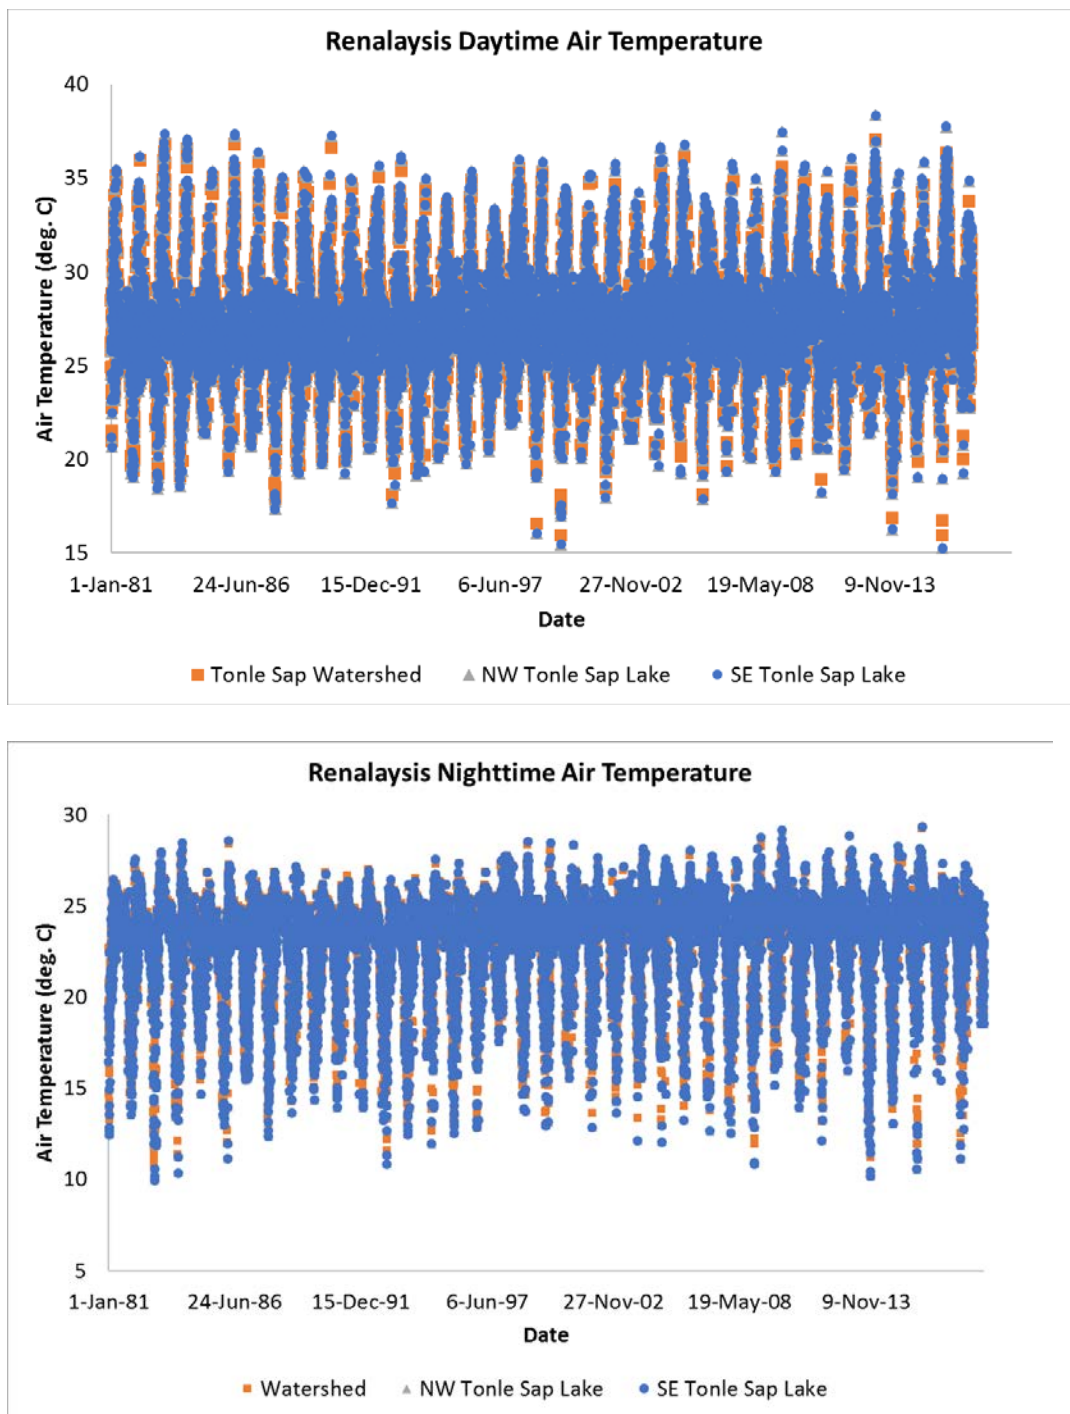 Renalaysis Daytime Air Temperature
40
35
30
25
20
15
Air Temperature (deg. C)
1-Jan-81 24-Jun-86 15-Dec-91 6-Jun-97 27-Nov-02 19-May-08 9-Nov-13
Date
Tonle Sap Watershed NW Tonle Sap Lake SE Tonle Sap Lake
Renalaysis Nighttime Air Temperature
30
25
20
15
10
5
Air Temperature (deg. C)
1-Jan-81 24-Jun-86 15-Dec-91 6-Jun-97 27-Nov-02 19-May-08 9-Nov-13
Date
Watershed NW Tonle Sap Lake SE Tonle Sap Lake